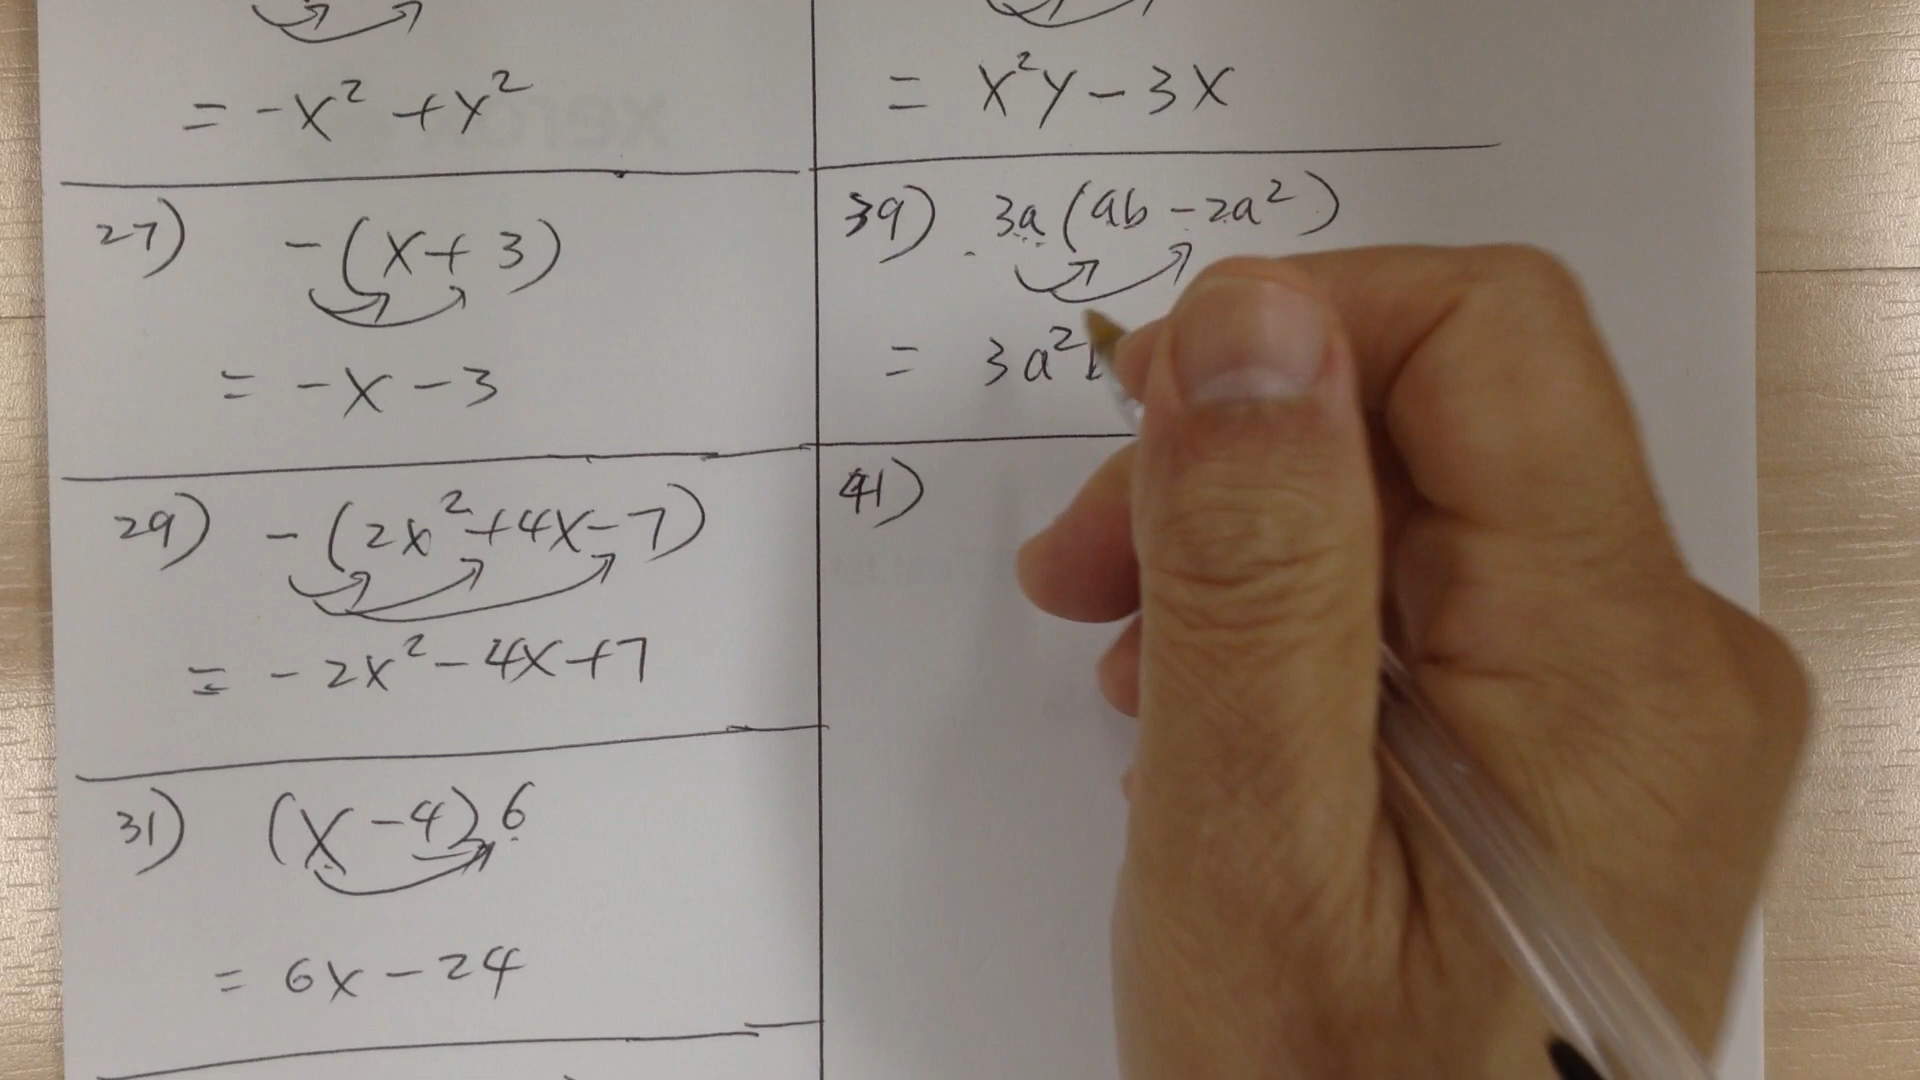 = -x² + y²
27) -(x + 3)
= -x - 3
29) -(2x² + 4x - 7)
= -2x² - 4x + 7
31) (x - 4) 6
= 6x - 24
= x²y - 3x
39) 3a (ab - 2a²)
= 3a²
41)